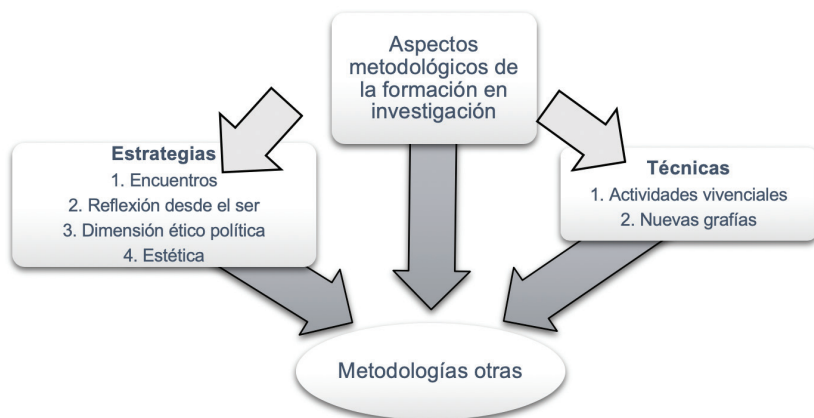 Aspectos
metodológicos de
la formación en
investigación
Estrategias
1. Encuentros
2. Reflexión desde el ser
3. Dimensión ético política
4. Estética
Técnicas
1. Actividades vivenciales
2. Nuevas grafías
Metodologías otras